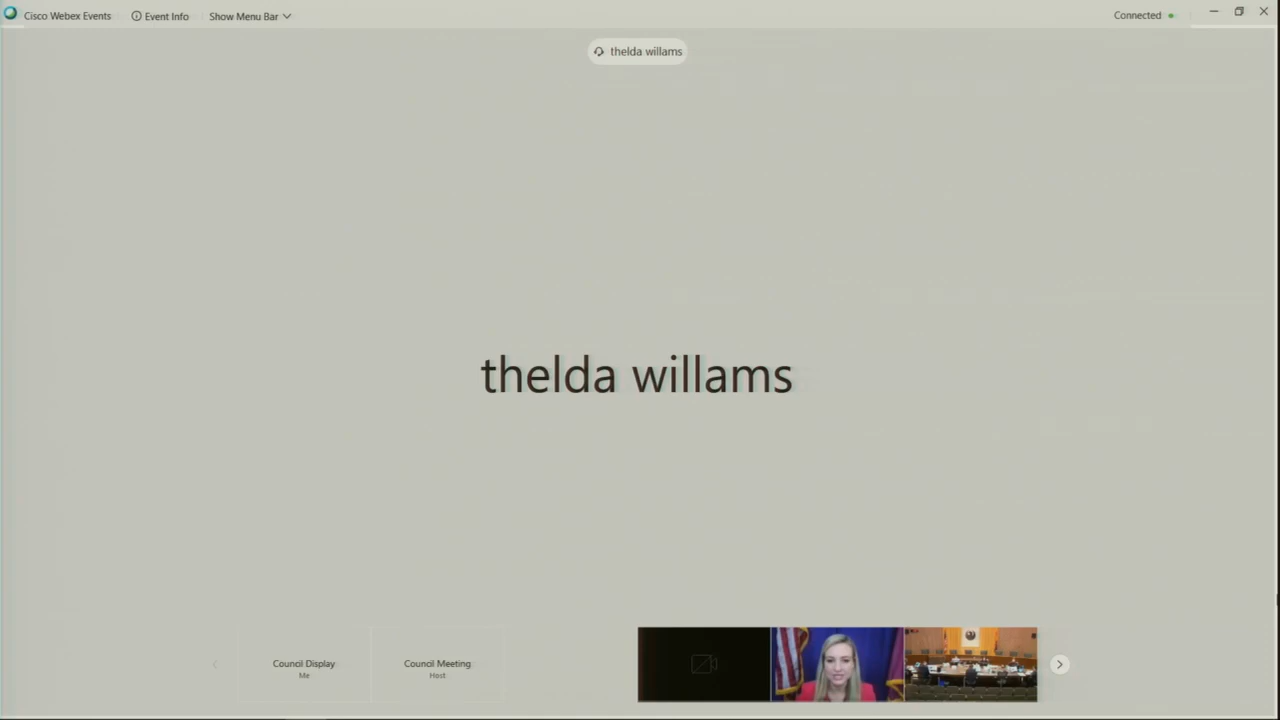 Cisco Webex Events
Event Info
Show Menu Bar
Connected
thelda willams
thelda willams
Council Display
Me
Council Meeting
Host